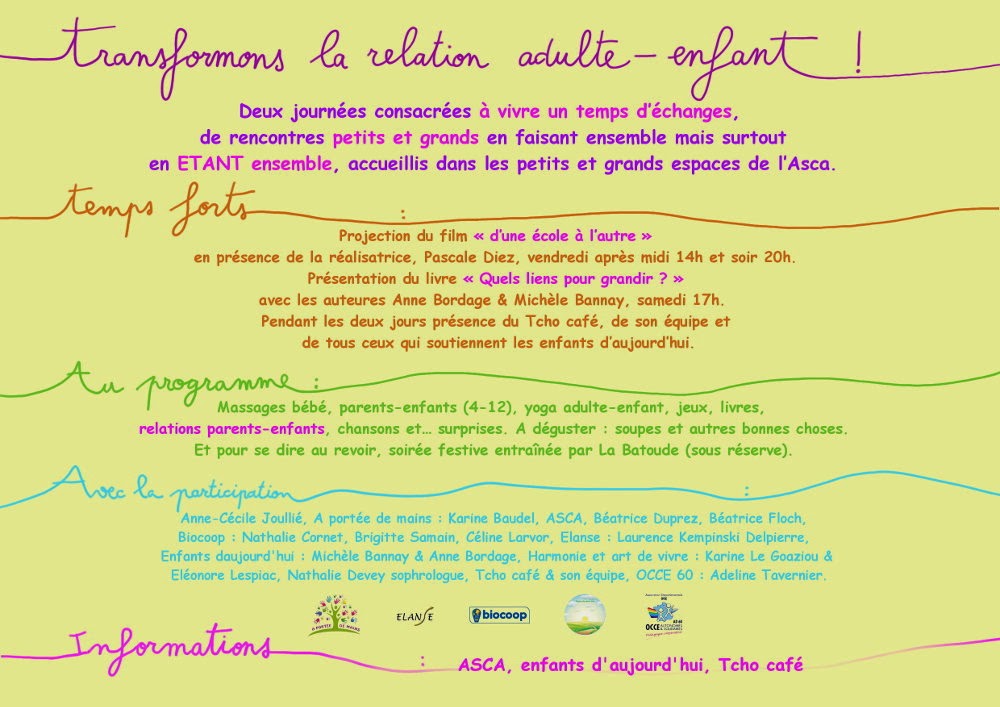 transformons la relation adulte-enfant !
Deux journées consacrées à vivre un temps d'échanges,
de rencontres petits et grands en faisant ensemble mais surtout
en ETANT ensemble, accueillis dans les petits et grands espaces de l'Asca.
temps forts :
Projection du film « d'une école à l'autre »
en présence de la réalisatrice, Pascale Diez, vendredi après midi 14h et soir 20h.
Présentation du livre « Quels liens pour grandir ? »
avec les auteures Anne Bordage & Michèle Bannay, samedi 17h.
Pendant les deux jours présence du Tcho café, de son équipe et
de tous ceux qui soutiennent les enfants d'aujourd'hui.
Au programme :
Massages bébé, parents-enfants (4-12), yoga adulte-enfant, jeux, livres,
relations parents-enfants, chansons et… surprises. A déguster : soupes et autres bonnes choses.
Et pour se dire au revoir, soirée festive entraînée par La Batoude (sous réserve).
Avec la participation :
Anne-Cécile Joullié, A portée de mains : Karine Baudel, ASCA, Béatrice Duprez, Béatrice Floch,
Biocoop : Nathalie Cornet, Brigitte Samain, Céline Larvor, Elanse : Laurence Kempinski Delpierre,
Enfants daujourd'hui : Michèle Bannay & Anne Bordage, Harmonie et art de vivre : Karine Le Goaziou &
Eléonore Lespiac, Nathalie Devey sophrologue, Tcho café & son équipe, OCCE 60 : Adeline Tavernier.
A PORTÉE DE MAINS
ELANSE
biocoop
OCCE
Informations :
ASCA, enfants d'aujourd'hui, Tcho café